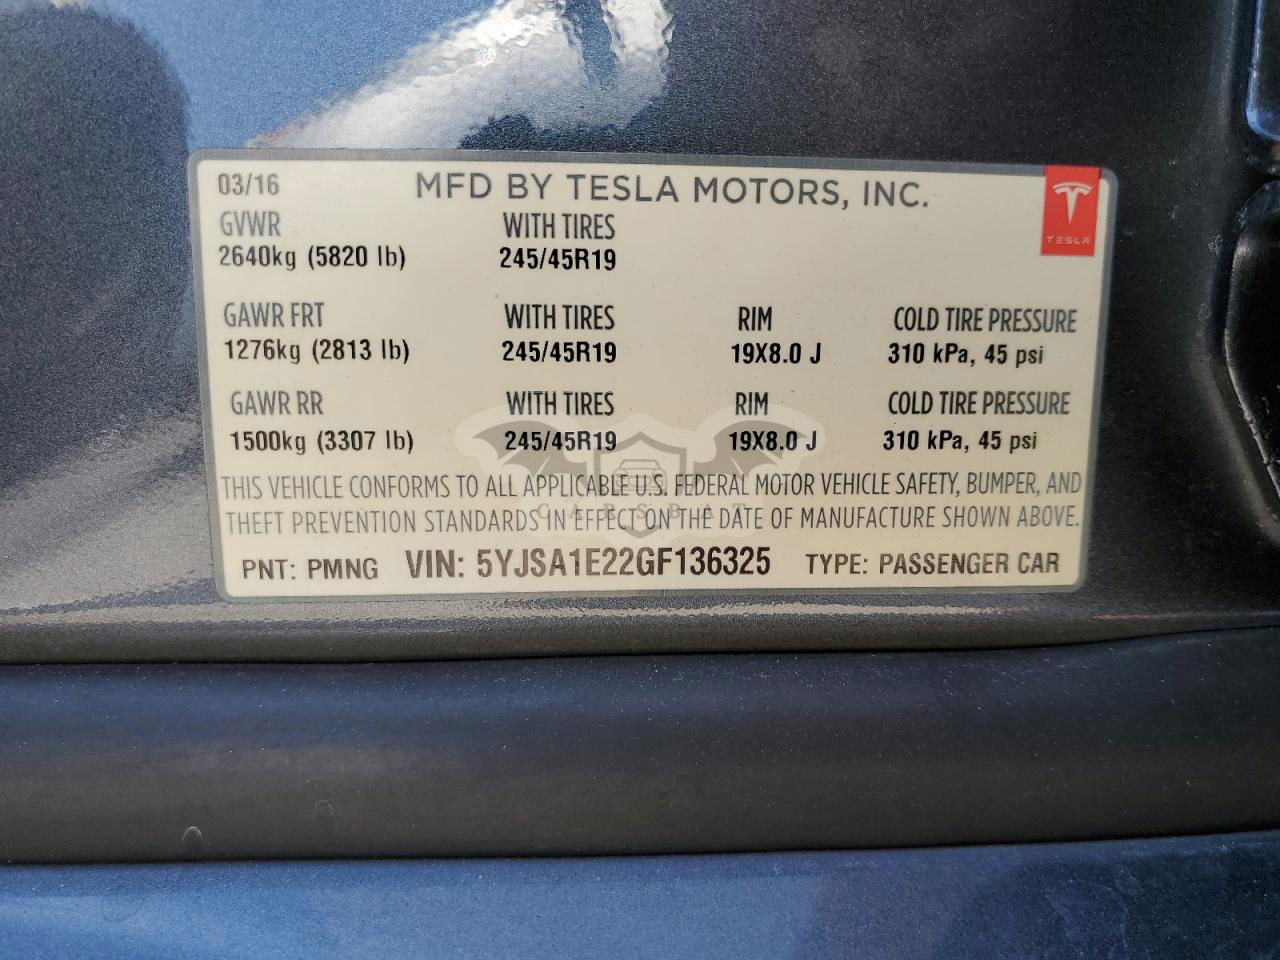 03/16 MFD BY TESLA MOTORS, INC.
GVWR WITH TIRES
2640kg (5820 lb) 245/45R19
TESLA
GAWR FRT WITH TIRES RIM COLD TIRE PRESSURE
1276kg (2813 lb) 245/45R19 19X8.0 J 310 kPa, 45 psi
GAWR RR WITH TIRES RIM COLD TIRE PRESSURE
1500kg (3307 lb) 245/45R19 19X8.0 J 310 kPa, 45 psi
THIS VEHICLE CONFORMS TO ALL APPLICABLE U.S. FEDERAL MOTOR VEHICLE SAFETY, BUMPER, AND
CARSBAT
THEFT PREVENTION STANDARDS IN EFFECT ON THE DATE OF MANUFACTURE SHOWN ABOVE.
PNT: PMNG VIN: 5YJSA1E22GF136325 TYPE: PASSENGER CAR